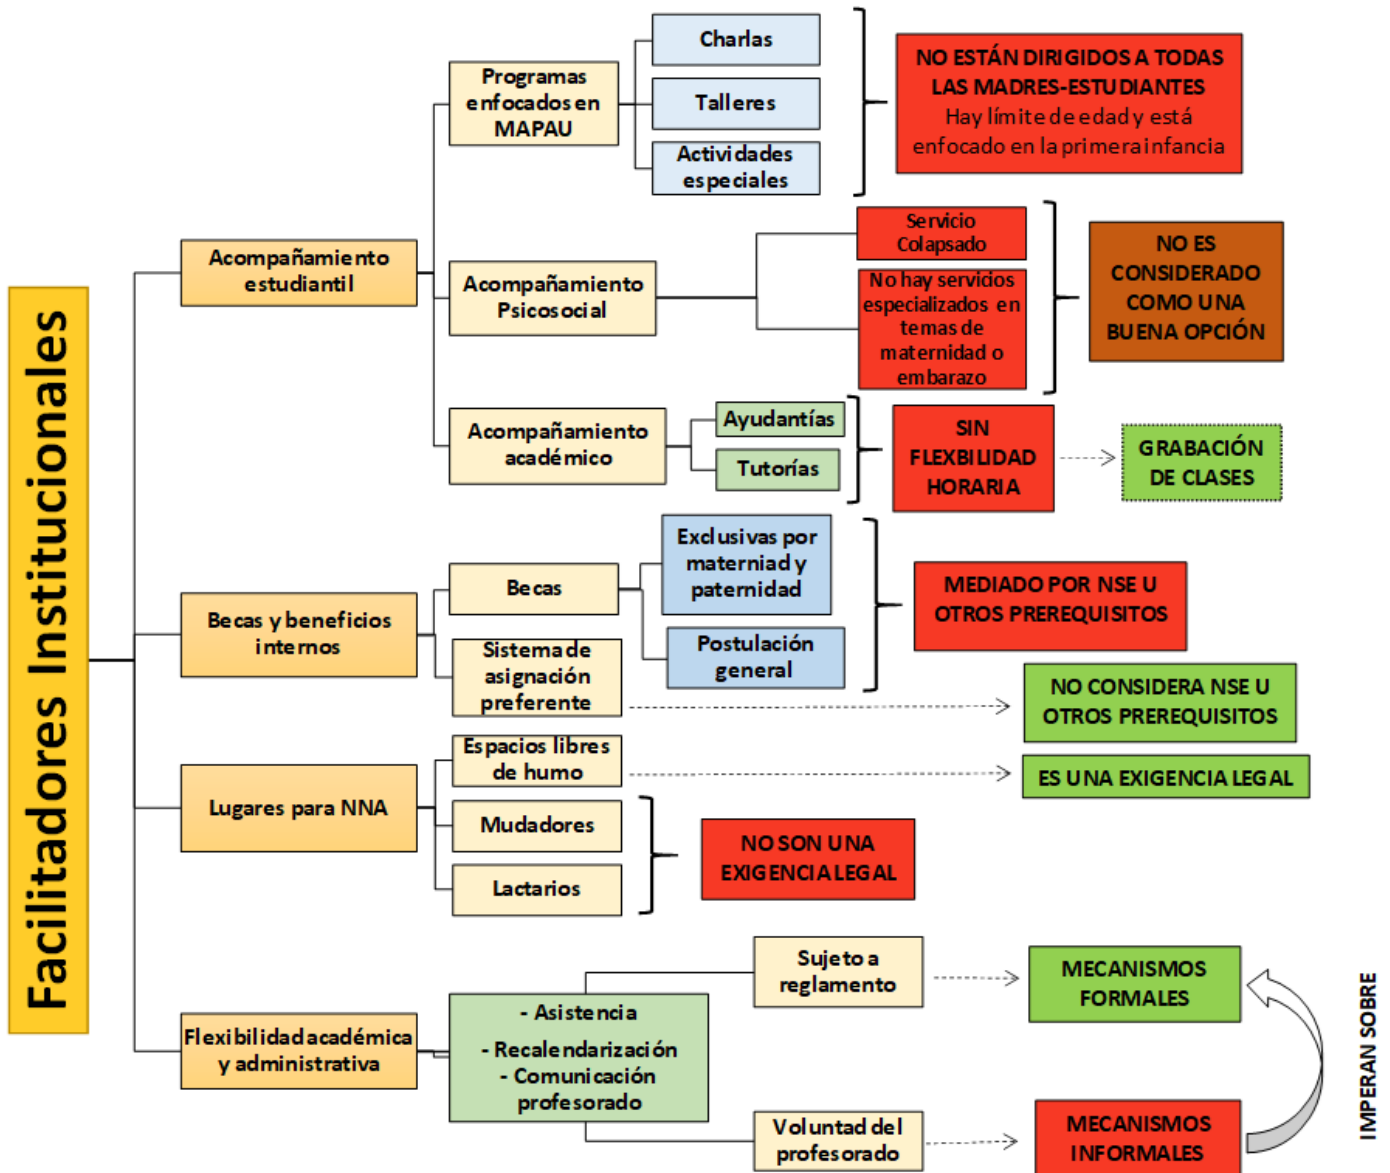 Facilitadores Institucionales
Acompañamiento
estudiantil
Programas
enfocados en
MAPAU
Charlas
Talleres
Actividades
especiales
NO ESTÁN DIRIGIDOS A TODAS
LAS MADRES-ESTUDIANTES
Hay límite de edad y está
enfocado en la primera infancia
Acompañamiento
Psicosocial
Servicio
Colapsado
No hay servicios
especializados en
temas de
maternidad o
embarazo
NO ES
CONSIDERADO
COMO UNA
BUENA OPCIÓN
Acompañamiento
académico
Ayudantías
Tutorías
SIN
FLEXBILIDAD
HORARIA
GRABACIÓN
DE CLASES
Becas y beneficios
internos
Becas
Exclusivas por
materniad y
paternidad
Postulación
general
MEDIADO POR NSE U
OTROS PREREQUISITOS
Sistema de
asignación
preferente
NO CONSIDERA NSE U
OTROS PREREQUISITOS
Lugares para NNA
Espacios libres
de humo
ES UNA EXIGENCIA LEGAL
Mudadores
Lactarios
NO SON UNA
EXIGENCIA LEGAL
Flexibilidad académica
y administrativa
- Asistencia
- Recalendarización
- Comunicación
profesorado
Sujeto a
reglamento
MECANISMOS
FORMALES
Voluntad del
profesorado
MECANISMOS
INFORMALES
IMPERAN SOBRE